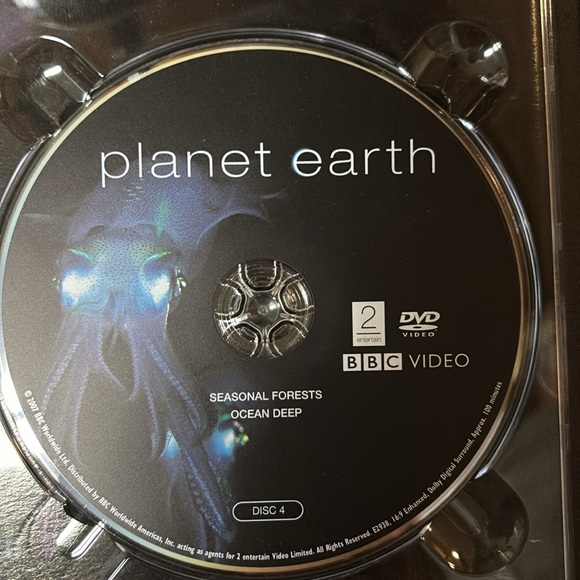 planet earth
2
entertain
DVD
VIDEO
BBC VIDEO
SEASONAL FORESTS
OCEAN DEEP
DISC 4
© 2007 BBC Worldwide Ltd. Distributed by BBC Worldwide Americas, Inc. acting as agents for 2 entertain Video Limited. All Rights Reserved. E2938, 16:9 Enhanced, Dolby Digital Surround, Approx. 100 minutes